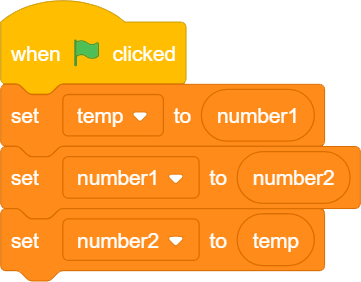 when clicked
set temp to number1
set number1 to number2
set number2 to temp